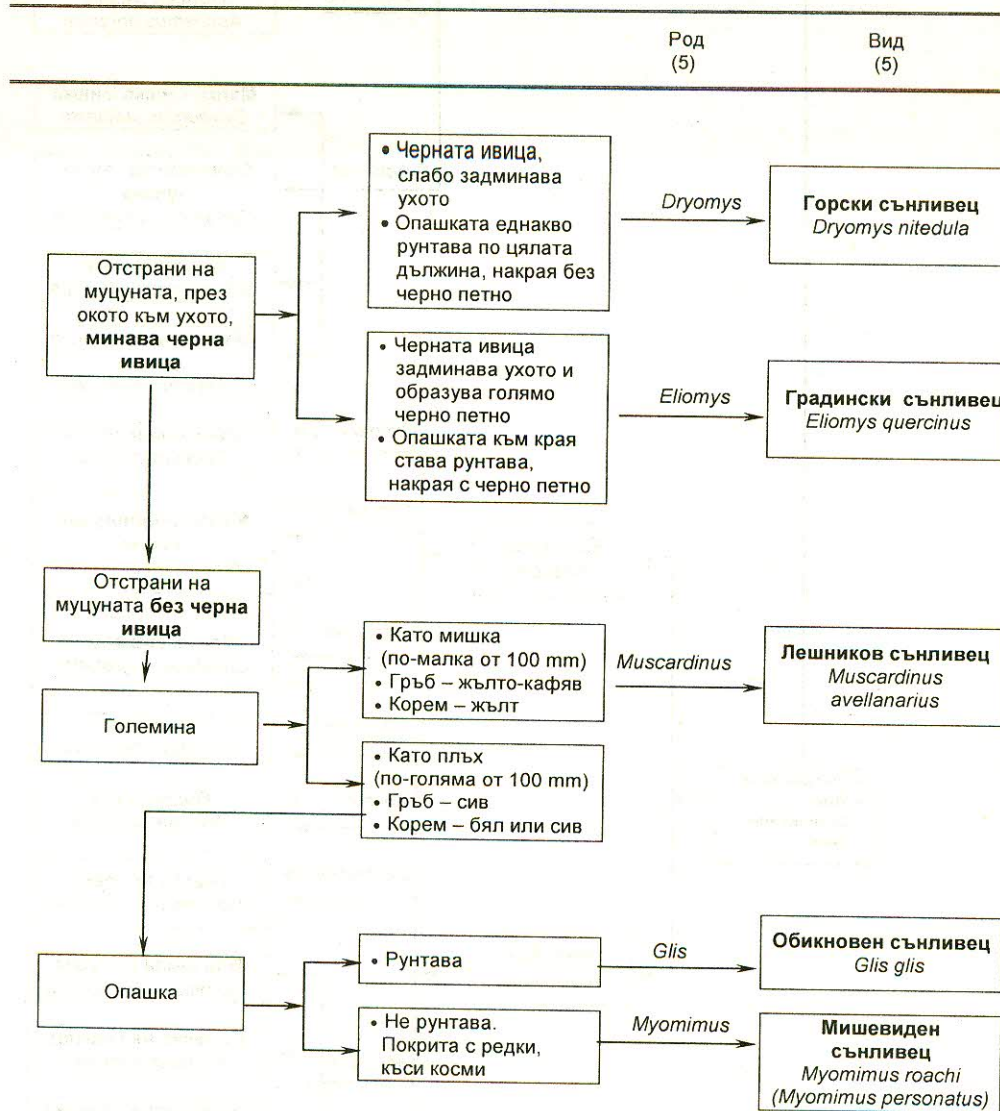 Род
(5)
Вид
(5)
• Черната ивица,
слабо задминава
ухото
• Опашката еднакво
рунтава по цялата
дължина, накрая без
черно петно
Dryomys
Горски сънливец
Dryomys nitedula
Отстрани на
муцуната, през
окото към ухото,
минава черна
ивица
• Черната ивица
задминава ухото и
образува голямо
черно петно
• Опашката към края
става рунтава,
накрая с черно петно
Eliomys
Градински сънливец
Eliomys quercinus
Отстрани на
муцуната без черна
ивица
Големина
• Като мишка
(по-малка от 100 mm)
• Гръб – жълто-кафяв
• Корем – жълт
Muscardinus
Лешников сънливец
Muscardinus
avellanarius
• Като плъх
(по-голяма от 100 mm)
• Гръб – сив
• Корем – бял или сив
Опашка
• Рунтава
Glis
Обикновен сънливец
Glis glis
• Не рунтава.
Покрита с редки,
къси косми
Myomimus
Мишевиден
сънливец
Myomimus roachi
(Myomimus personatus)